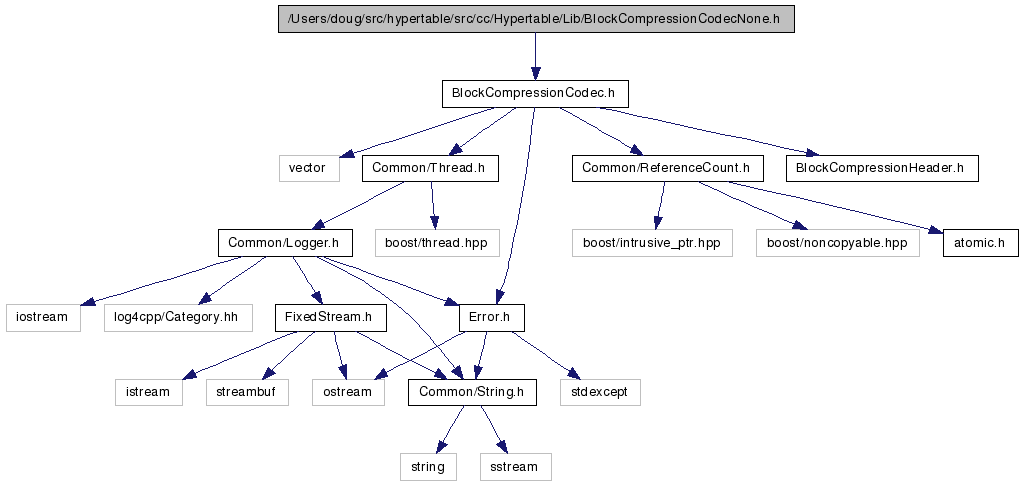 /Users/doug/src/hypertable/src/cc/Hypertable/Lib/BlockCompressionCodecNone.h
BlockCompressionCodec.h
vector
Common/Thread.h
Common/ReferenceCount.h
BlockCompressionHeader.h
Common/Logger.h
boost/thread.hpp
boost/intrusive_ptr.hpp
boost/noncopyable.hpp
atomic.h
iostream
log4cpp/Category.hh
FixedStream.h
Error.h
istream
streambuf
ostream
Common/String.h
stdexcept
string
sstream